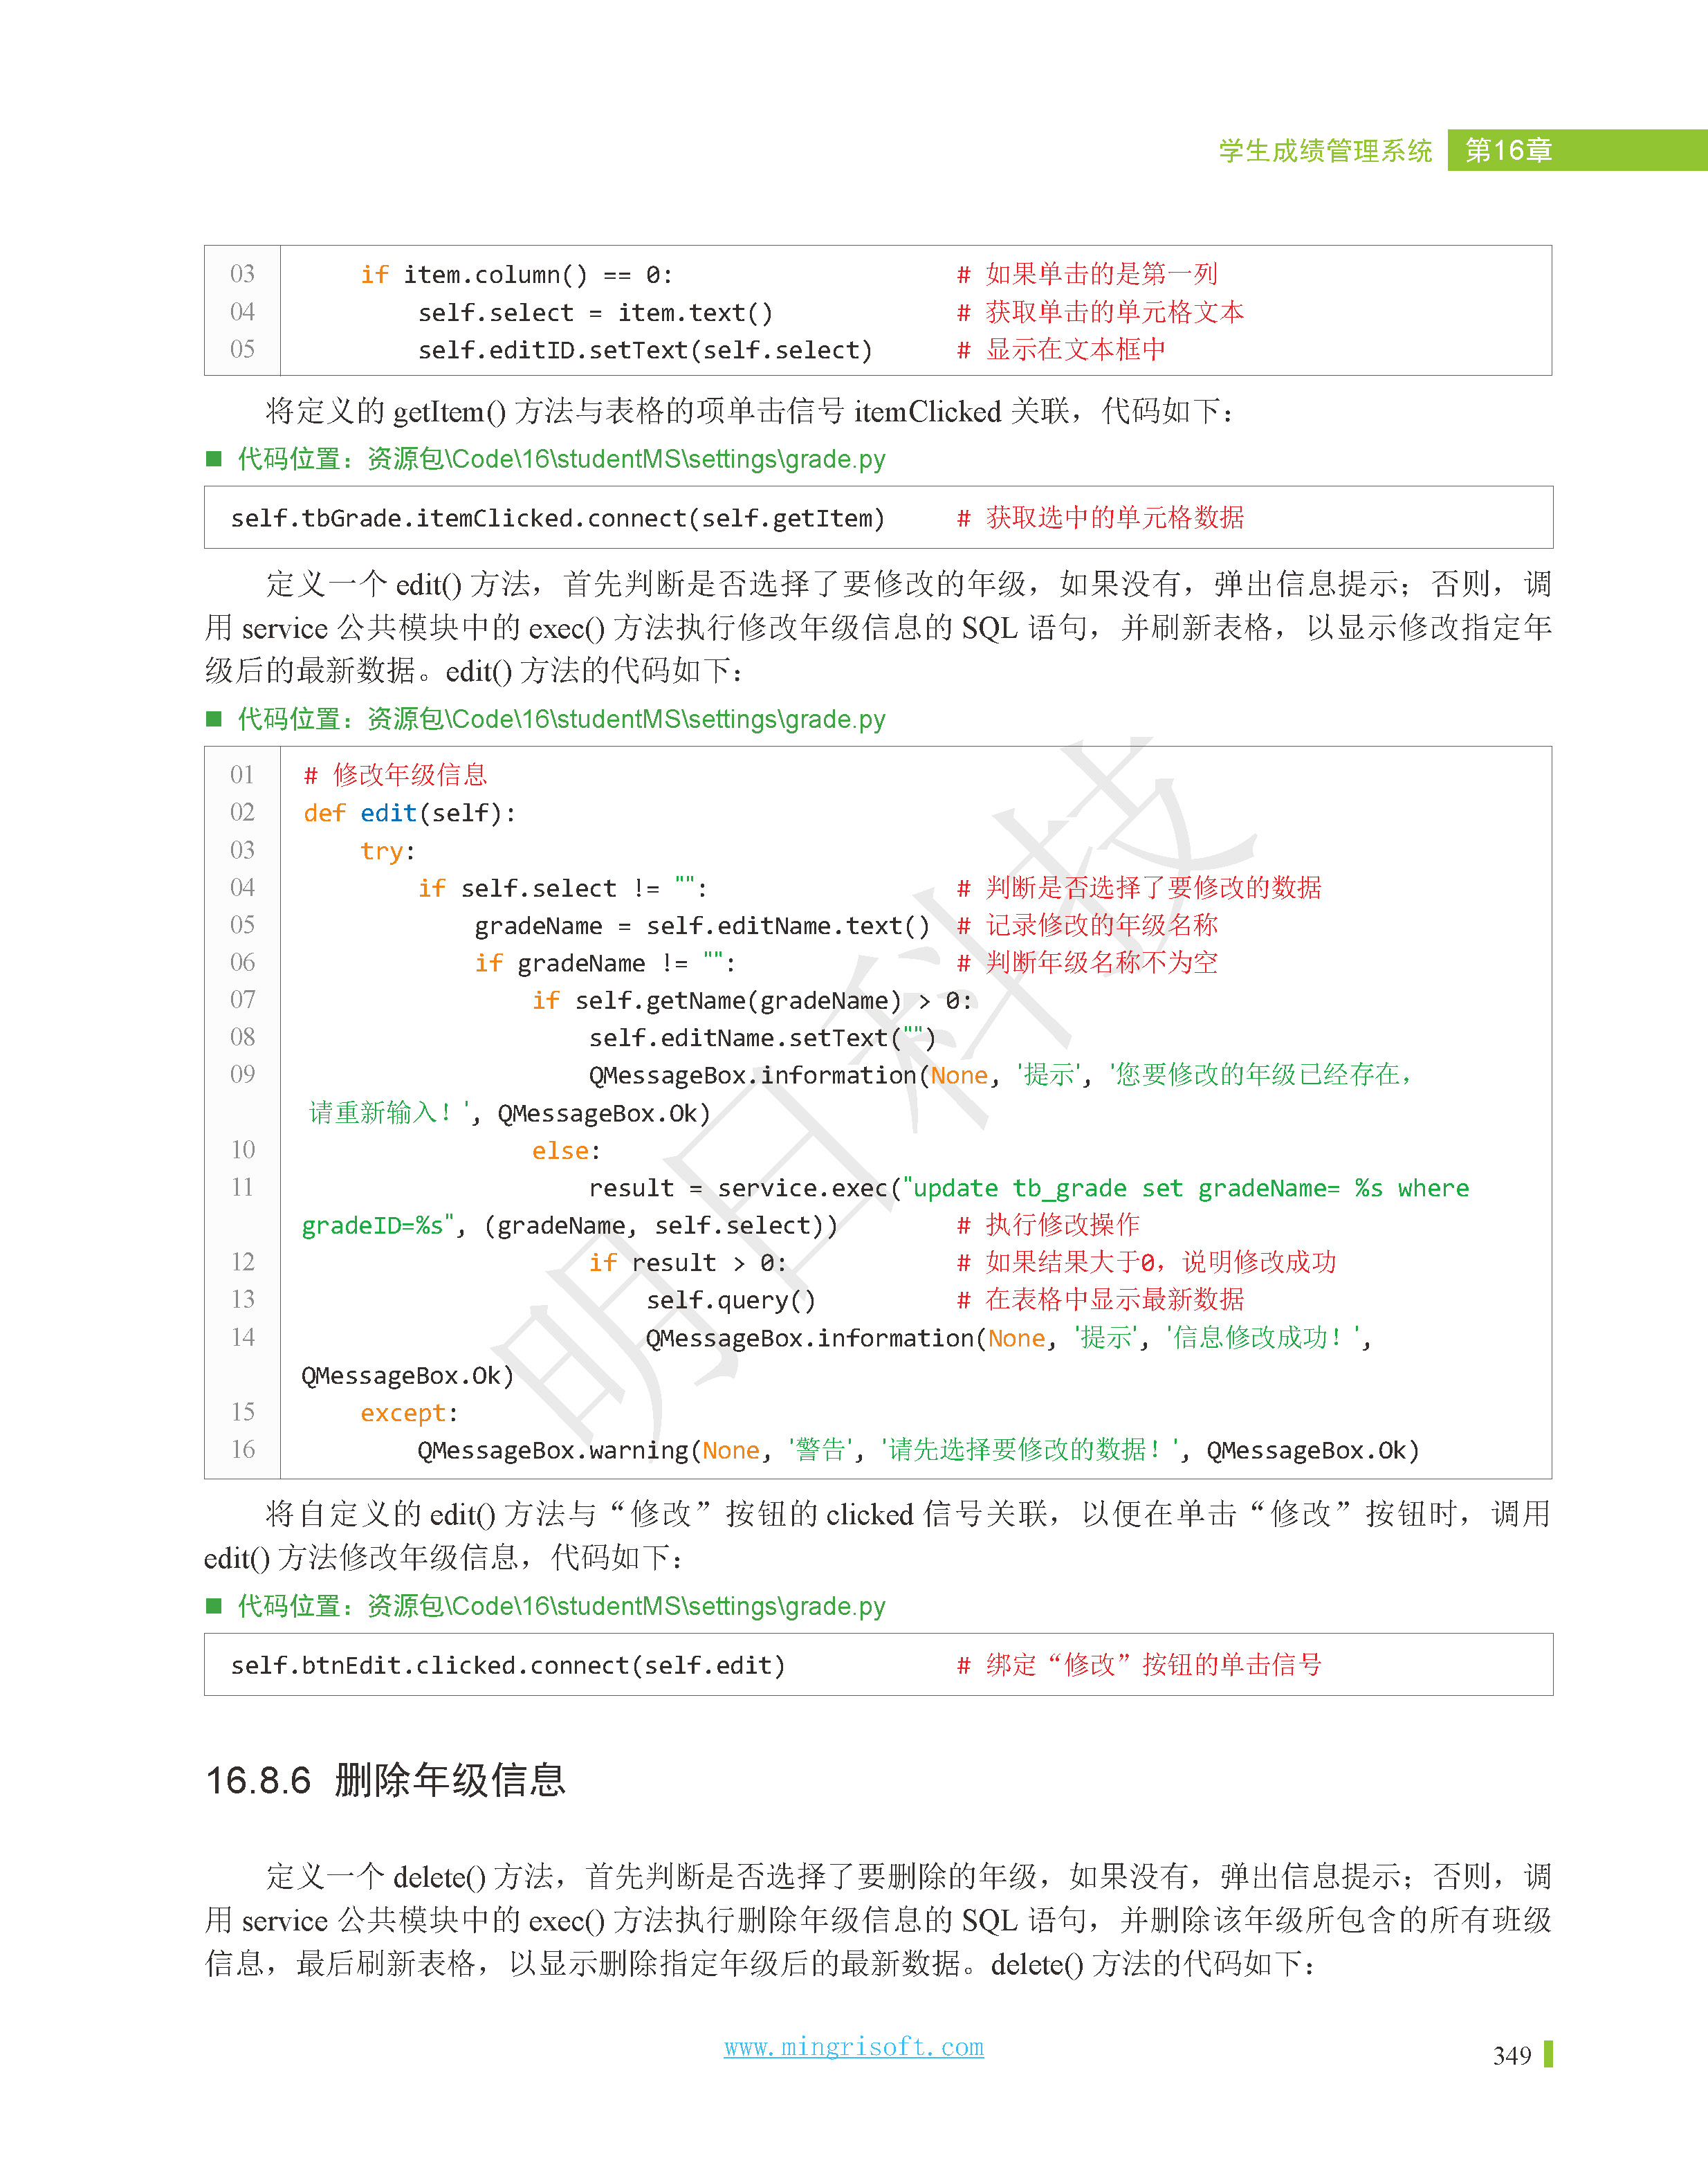 学生成绩管理系统 第16章
03 if item.column() == 0: # 如果单击的是第一列
04 self.select = item.text() # 获取单击的单元格文本
05 self.editID.setText(self.select) # 显示在文本框中
将定义的 getItem() 方法与表格的项单击信号 itemClicked 关联，代码如下：
■ 代码位置：资源包\Code\16\studentMS\settings\grade.py
self.tbGrade.itemClicked.connect(self.getItem) # 获取选中的单元格数据
定义一个 edit() 方法，首先判断是否选择了要修改的年级，如果没有，弹出信息提示；否则，调
用 service 公共模块中的 exec() 方法执行修改年级信息的 SQL 语句，并刷新表格，以显示修改指定年
级后的最新数据。edit() 方法的代码如下：
■ 代码位置：资源包\Code\16\studentMS\settings\grade.py
01 # 修改年级信息
02 def edit(self):
03 try:
04 if self.select != "": # 判断是否选择了要修改的数据
05 gradeName = self.editName.text() # 记录修改的年级名称
06 if gradeName != "": # 判断年级名称不为空
07 if self.getName(gradeName) > 0:
08 self.editName.setText("")
09 QMessageBox.information(None, '提示', '您要修改的年级已经存在，
请重新输入！', QMessageBox.Ok)
10 else:
11 result = service.exec("update tb_grade set gradeName= %s where
gradeID=%s", (gradeName, self.select)) # 执行修改操作
12 if result > 0: # 如果结果大于0，说明修改成功
13 self.query() # 在表格中显示最新数据
14 QMessageBox.information(None, '提示', '信息修改成功！',
QMessageBox.Ok)
15 except:
16 QMessageBox.warning(None, '警告', '请先选择要修改的数据！', QMessageBox.Ok)
将自定义的 edit() 方法与“修改”按钮的 clicked 信号关联，以便在单击“修改”按钮时，调用
edit() 方法修改年级信息，代码如下：
■ 代码位置：资源包\Code\16\studentMS\settings\grade.py
self.btnEdit.clicked.connect(self.edit) # 绑定“修改”按钮的单击信号
16.8.6 删除年级信息
定义一个 delete() 方法，首先判断是否选择了要删除的年级，如果没有，弹出信息提示；否则，调
用 service 公共模块中的 exec() 方法执行删除年级信息的 SQL 语句，并删除该年级所包含的所有班级
信息，最后刷新表格，以显示删除指定年级后的最新数据。delete() 方法的代码如下：
www.mingrisoft.com
349
明日科技